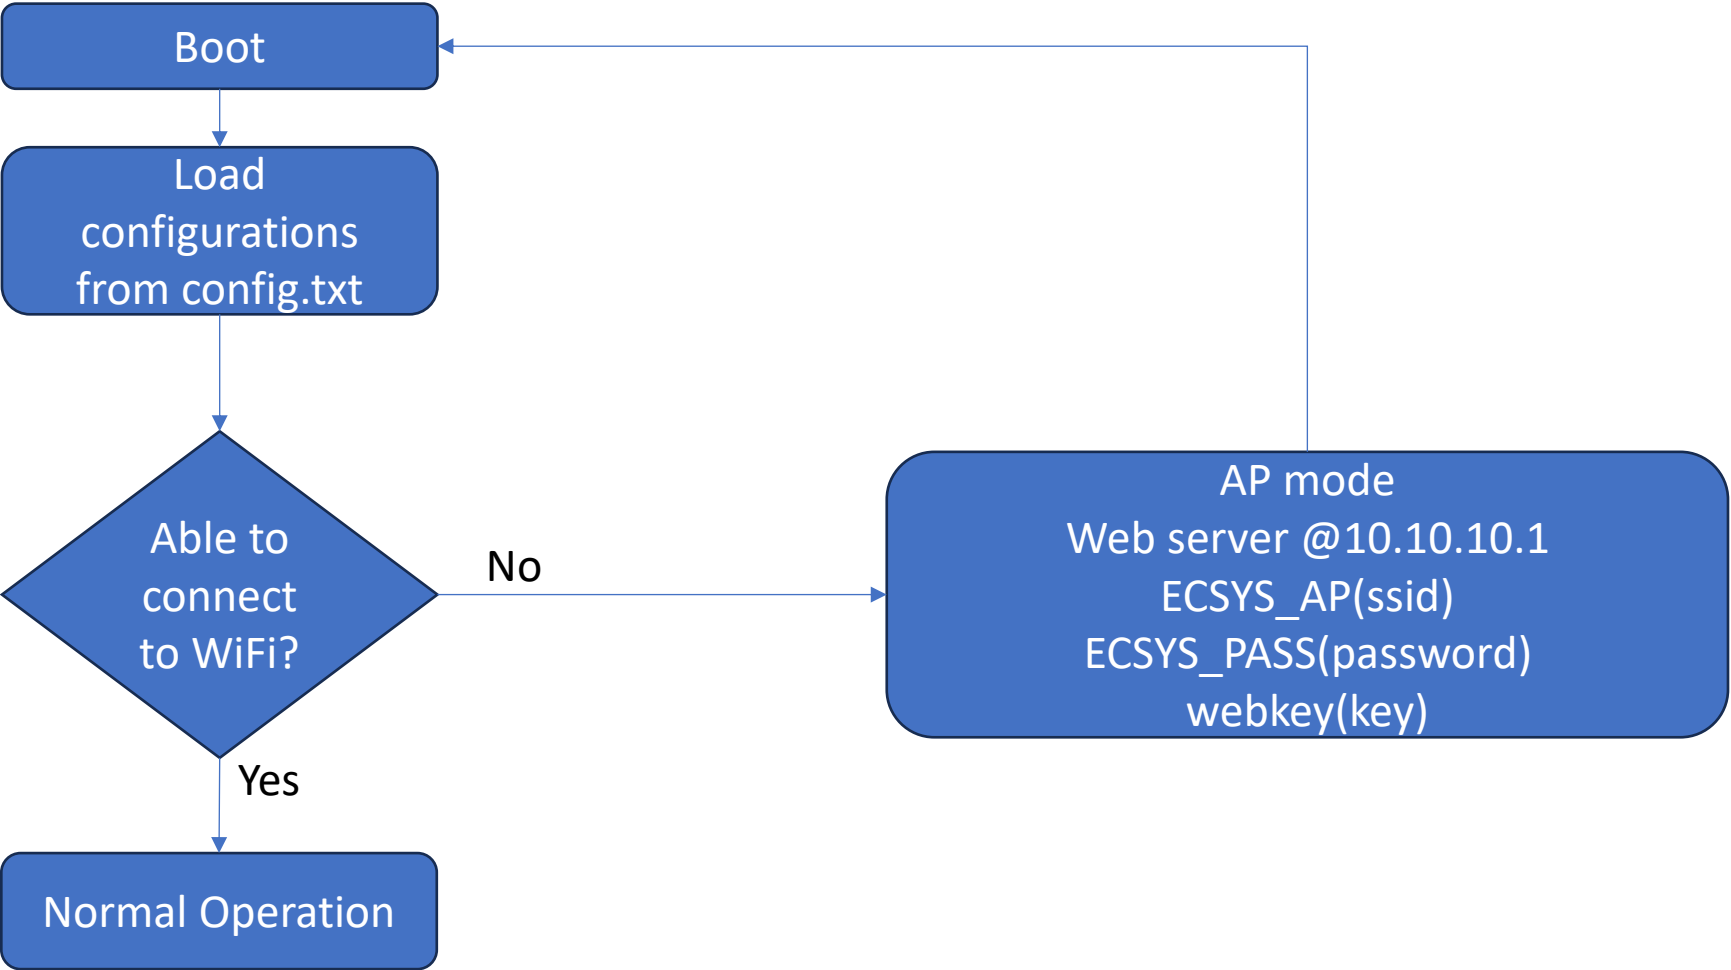 Boot
Load
configurations
from config.txt
Able to
connect
to WiFi?
No
AP mode
Web server @10.10.10.1
ECSYS_AP(ssid)
ECSYS_PASS(password)
webkey(key)
Yes
Normal Operation